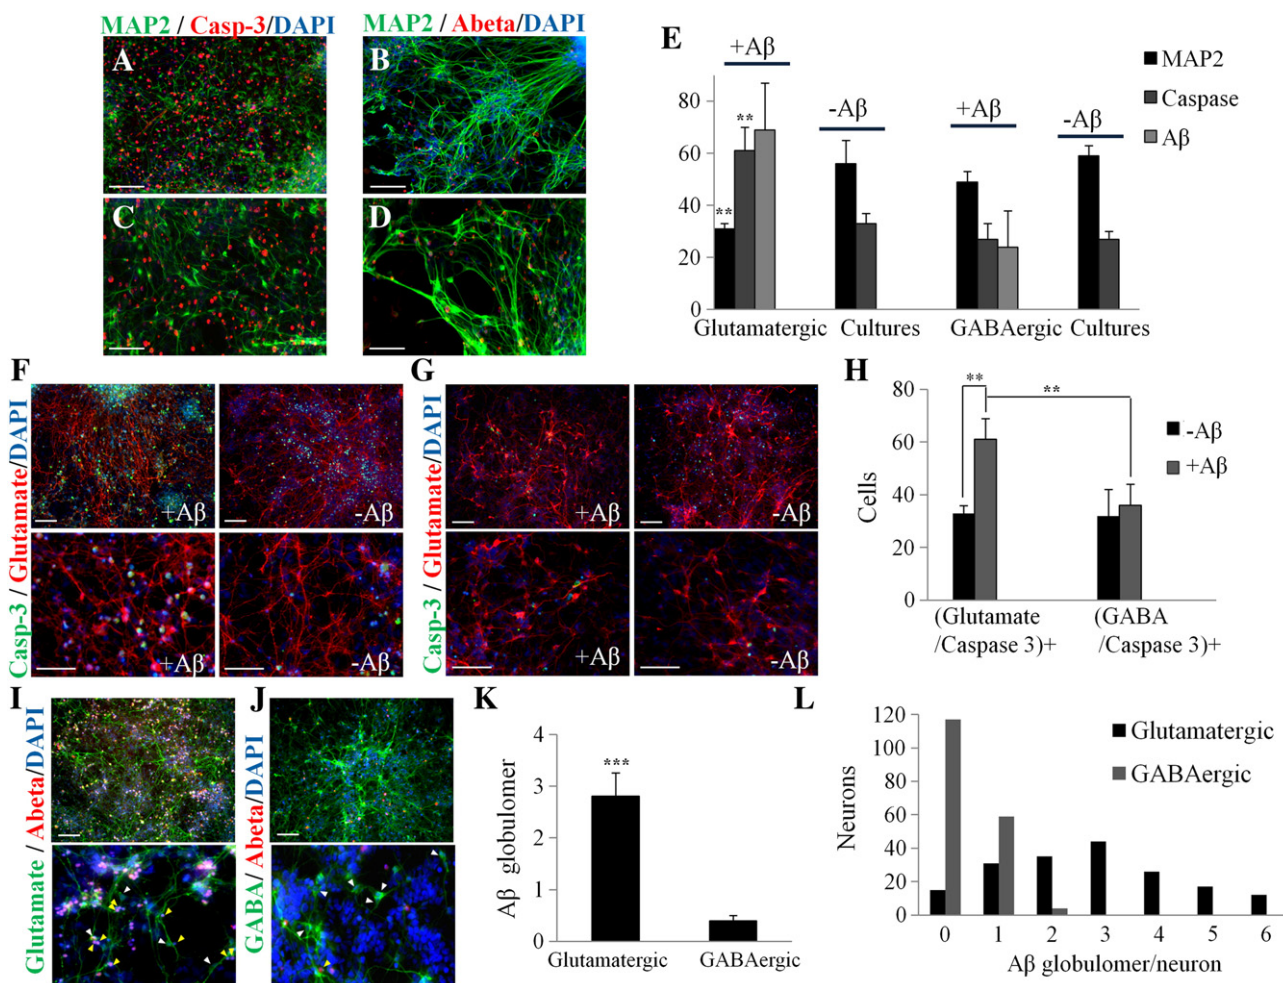 MAP2 / Casp-3/DAPI
MAP2 / Abeta/DAPI
A
B
C
D
E
+Aβ
-Aβ
+Aβ
-Aβ
MAP2
Caspase
Aβ
**
**
80
60
40
20
0
Glutamatergic
Cultures
GABAergic
Cultures
F
Casp-3 / Glutamate/DAPI
+Aβ
-Aβ
+Aβ
-Aβ
G
Casp-3 / Glutamate/DAPI
+Aβ
-Aβ
+Aβ
-Aβ
H
Cells
80
60
40
20
0
**
**
-Aβ
+Aβ
(Glutamate
/Caspase 3)+
(GABA
/Caspase 3)+
I
Glutamate / Abeta/DAPI
J
GABA/ Abeta/DAPI
K
Aβ globulomer
4
3
2
1
0
***
Glutamatergic
GABAergic
L
Neurons
120
100
80
60
40
20
0
Glutamatergic
GABAergic
0 1 2 3 4 5 6
Aβ globulomer/neuron